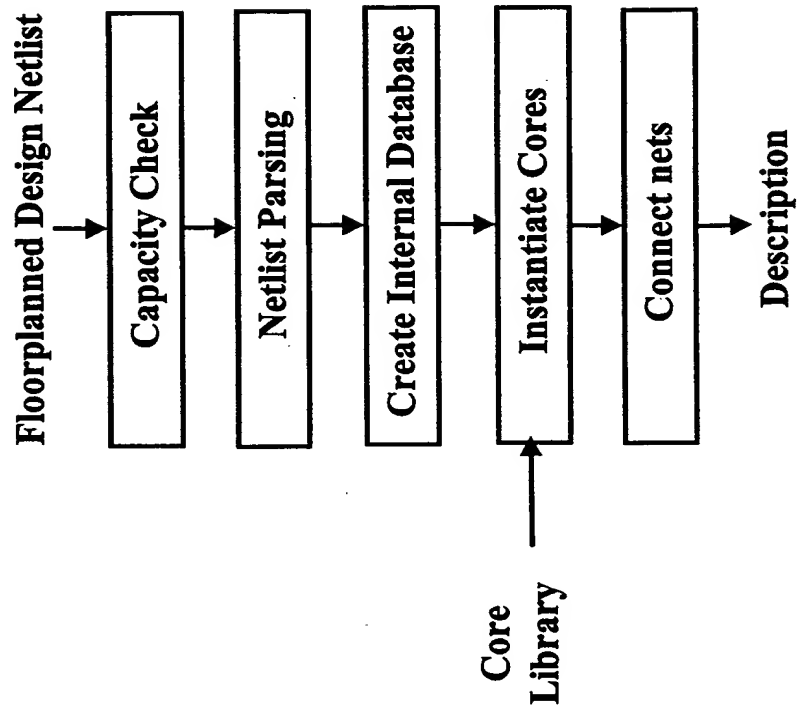 Floorplanned Design Netlist
Capacity Check
Netlist Parsing
Create Internal Database
Instantiate Cores
Connect nets
Description
Core
Library